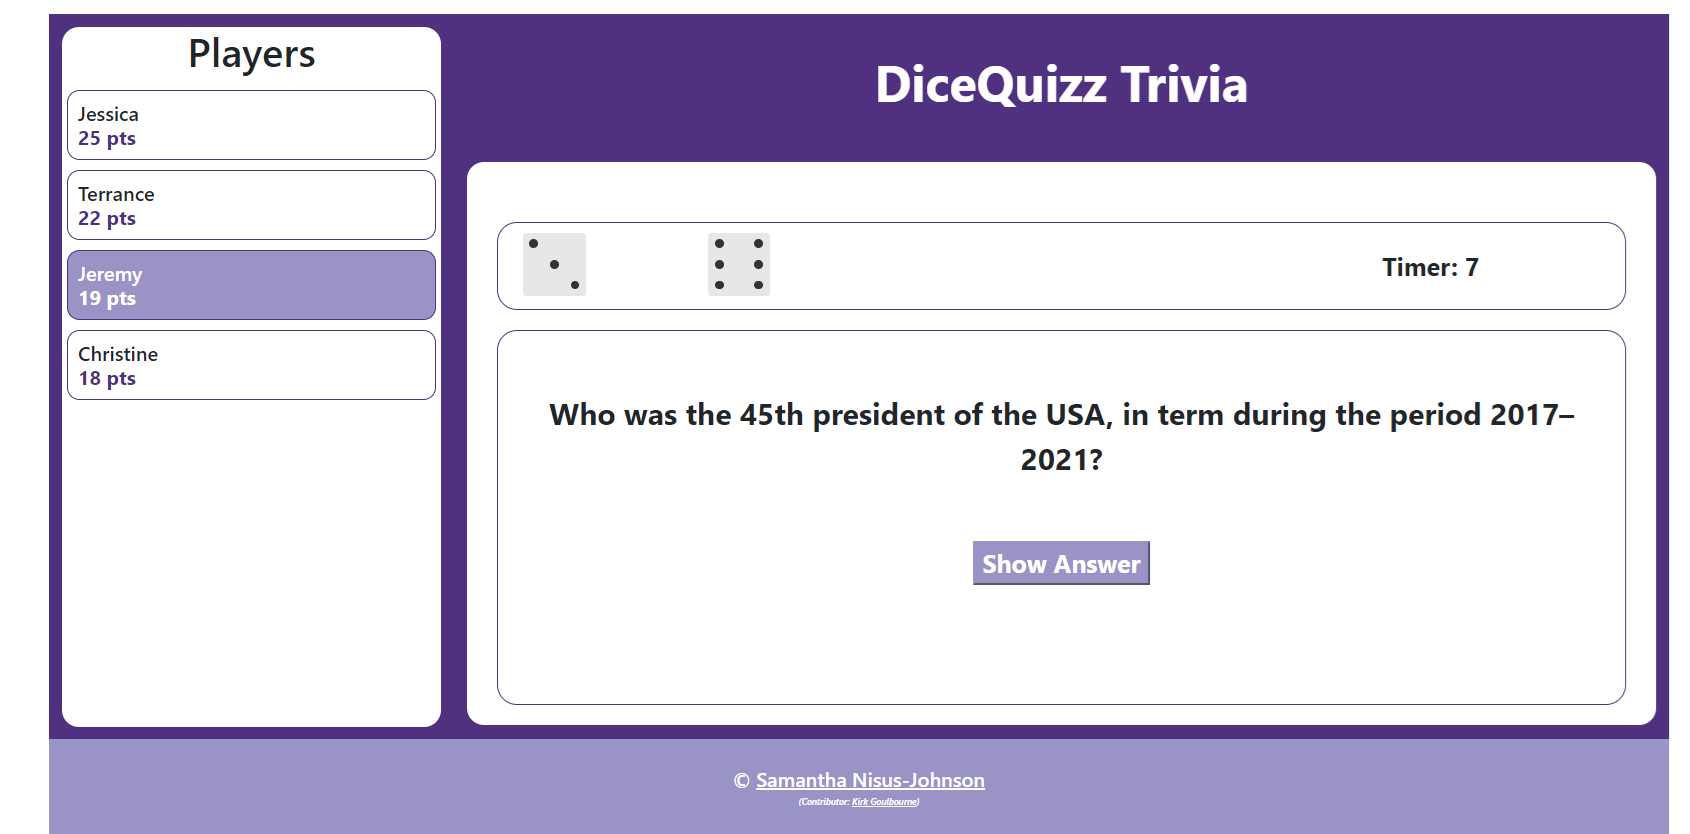 Players
Jessica
25 pts
Terrance
22 pts
Jeremy
19 pts
Christine
18 pts
DiceQuizz Trivia
Timer: 7
Who was the 45th president of the USA, in term during the period 2017–
2021?
Show Answer
© Samantha Nisus-Johnson
(Contributor: Kirk Goulbourne)